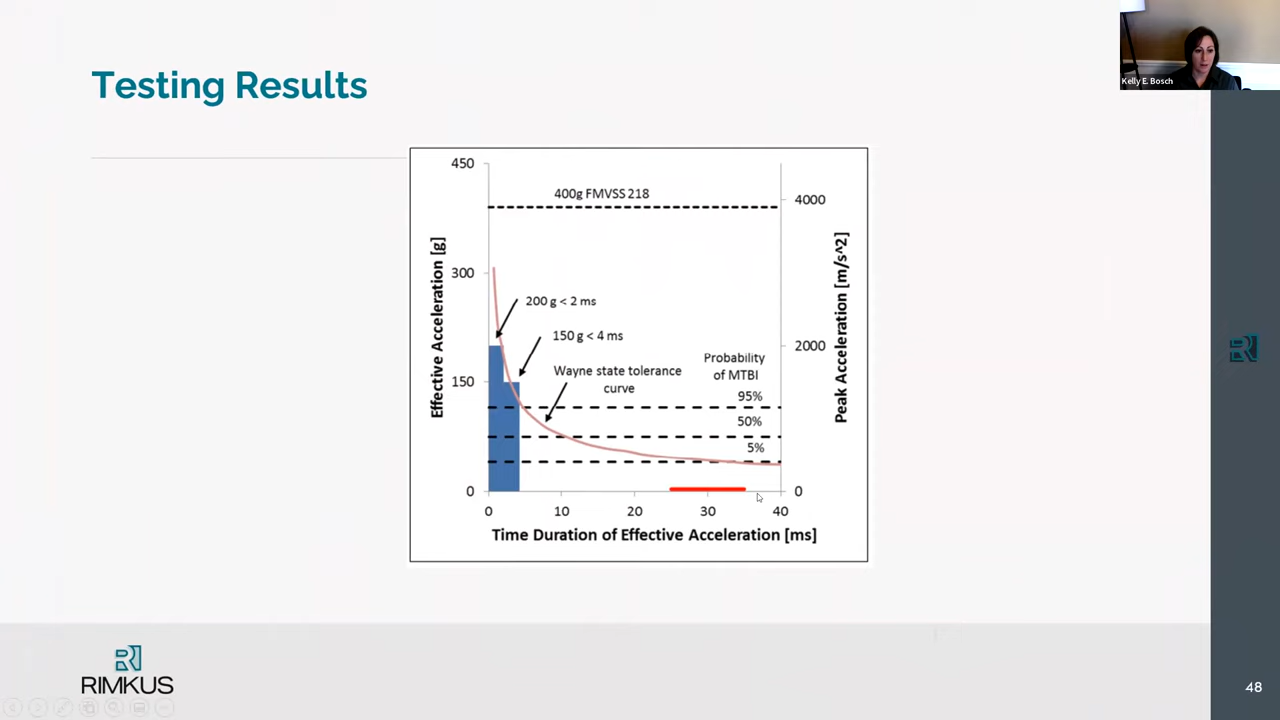 Testing Results
Kelly E. Bosch
450
400g FMVSS 218
4000
Effective Acceleration [g]
Peak Acceleration [m/s^2]
300
200 g < 2 ms
150 g < 4 ms
2000
Probability
of MTBI
Wayne state tolerance
curve
150
95%
50%
5%
0
0
0
10
20
30
40
Time Duration of Effective Acceleration [ms]
RIMKUS
48